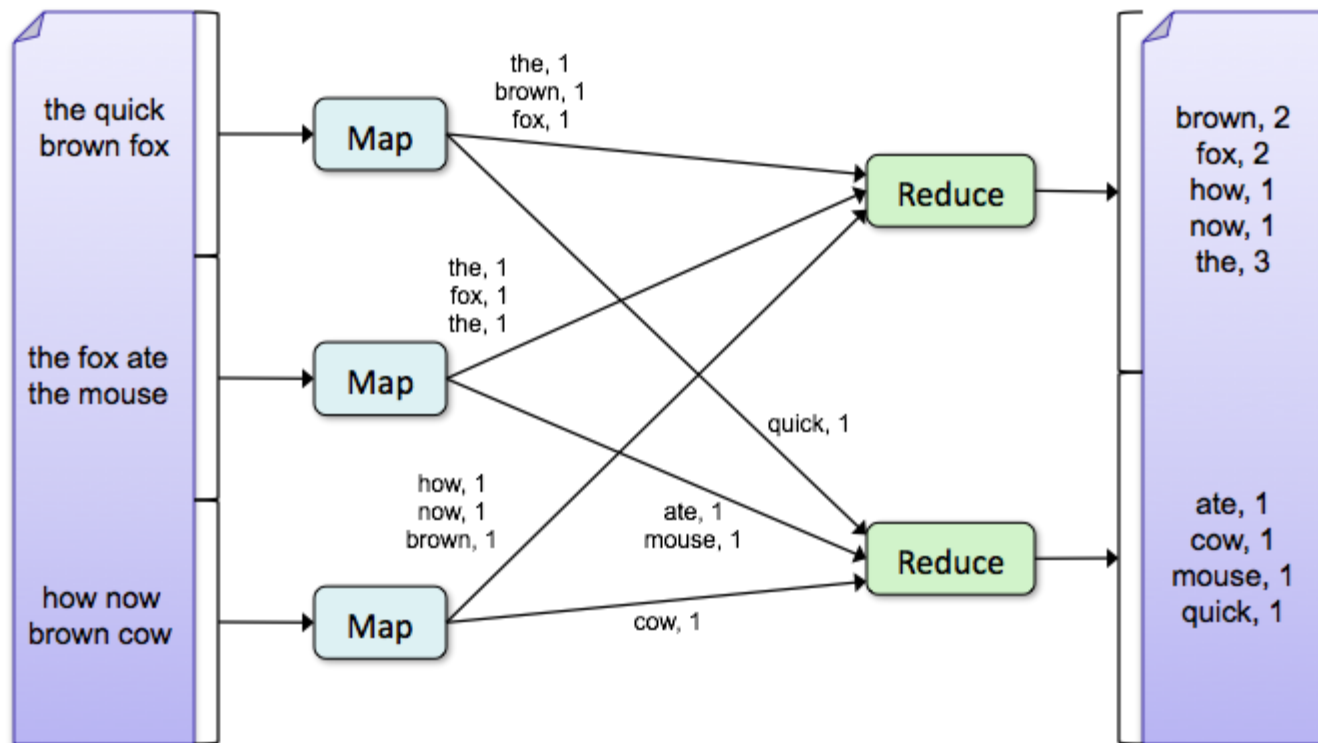 the quick
brown fox
the fox ate
the mouse
how now
brown cow
Map
Map
Map
the, 1
brown, 1
fox, 1
the, 1
fox, 1
the, 1
how, 1
now, 1
brown, 1
quick, 1
ate, 1
mouse, 1
cow, 1
Reduce
Reduce
brown, 2
fox, 2
how, 1
now, 1
the, 3
ate, 1
cow, 1
mouse, 1
quick, 1